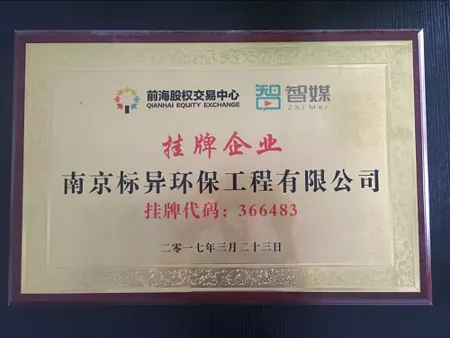 前海股权交易中心
QIANHAI EQUITY EXCHANGE
智 智媒
Zhi Mei
挂牌企业
南京标异环保工程有限公司
挂牌代码：366483
二零一七年三月二十三日